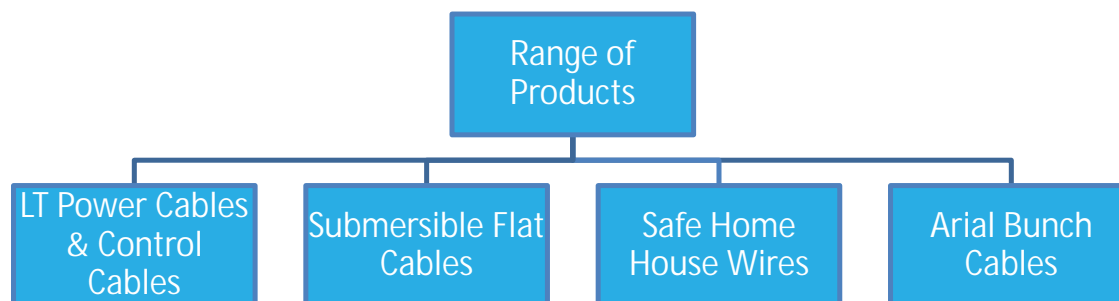 Range of
Products
LT Power Cables
& Control
Cables
Submersible Flat
Cables
Safe Home
House Wires
Arial Bunch
Cables